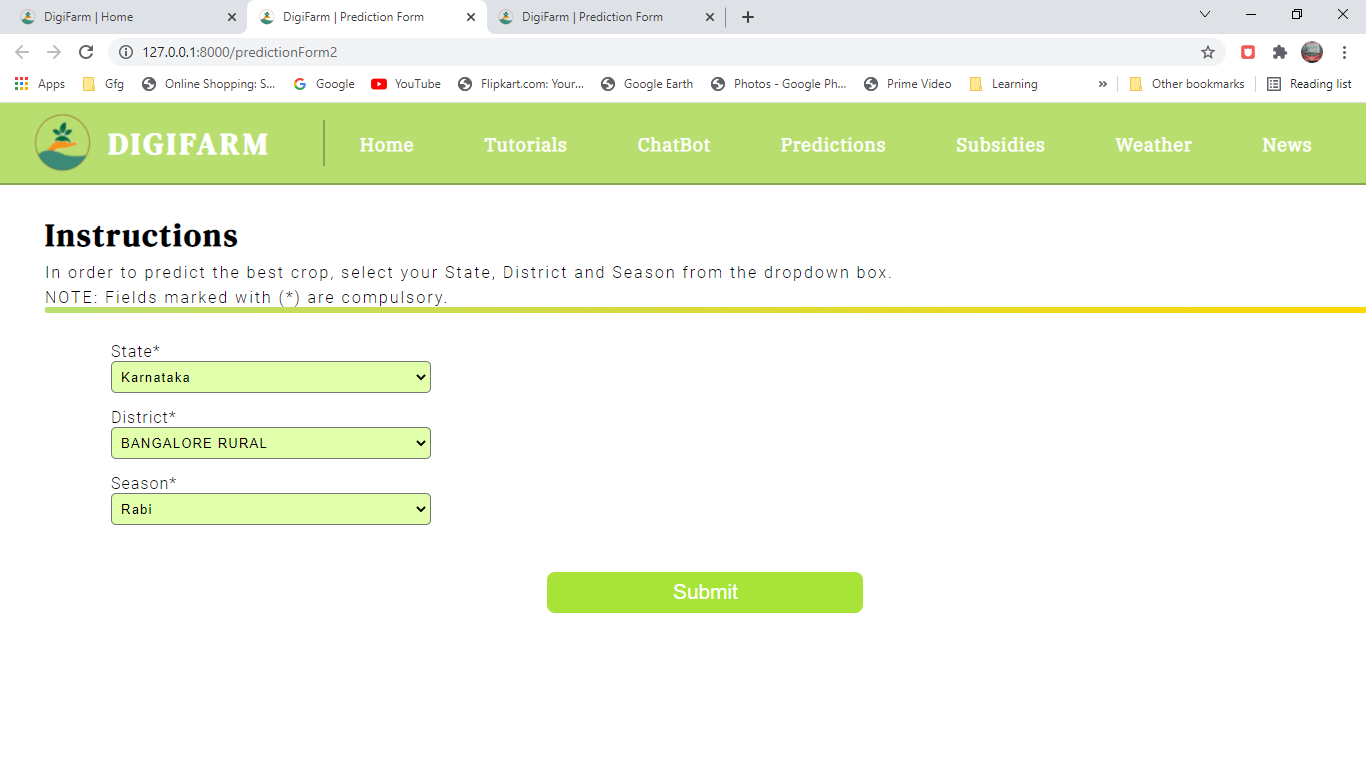 DigiFarm | Home
DigiFarm | Prediction Form
DigiFarm | Prediction Form
127.0.0.1:8000/predictionForm2
Apps Gfg Online Shopping: S... Google YouTube Flipkart.com: Your... Google Earth Photos - Google Ph... Prime Video Learning » Other bookmarks Reading list
DIGIFARM Home Tutorials ChatBot Predictions Subsidies Weather News
Instructions
In order to predict the best crop, select your State, District and Season from the dropdown box.
NOTE: Fields marked with (*) are compulsory.
State*
Karnataka
District*
BANGALORE RURAL
Season*
Rabi
Submit